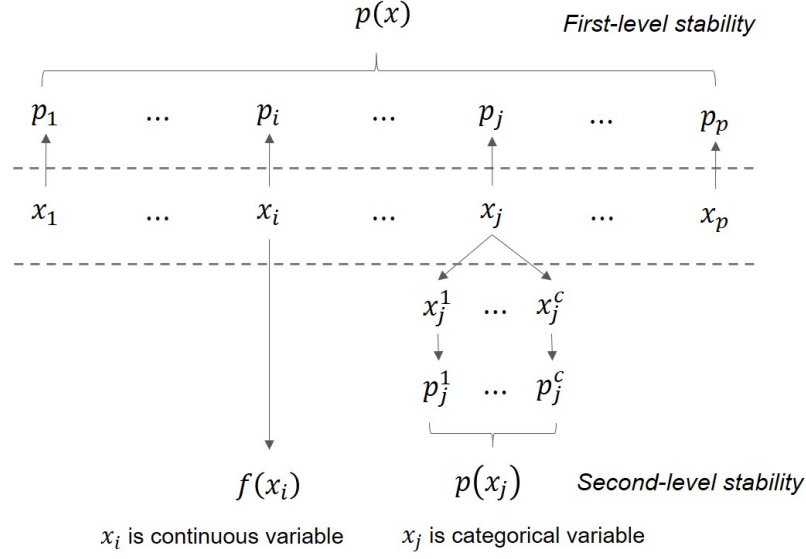 p(x) First-level stability
p₁ ... pᵢ ... pⱼ ... pₚ
x₁ ... xᵢ ... xⱼ ... xₚ
xⱼ¹ ... xⱼᶜ
pⱼ¹ ... pⱼᶜ
f(xᵢ) p(xⱼ) Second-level stability
xᵢ is continuous variable xⱼ is categorical variable